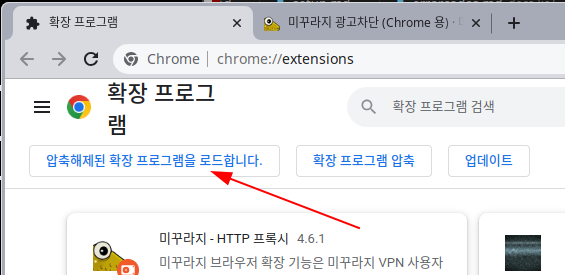 확장 프로그램
미꾸라지 광고차단 (Chrome 용)
Chrome chrome://extensions
확장 프로그
램
확장 프로그램 검색
압축해제된 확장 프로그램을 로드합니다.
확장 프로그램 압축
업데이트
미꾸라지 - HTTP 프록시 4.6.1
미꾸라지 브라우저 확장 기능은 미꾸라지 VPN 사용자